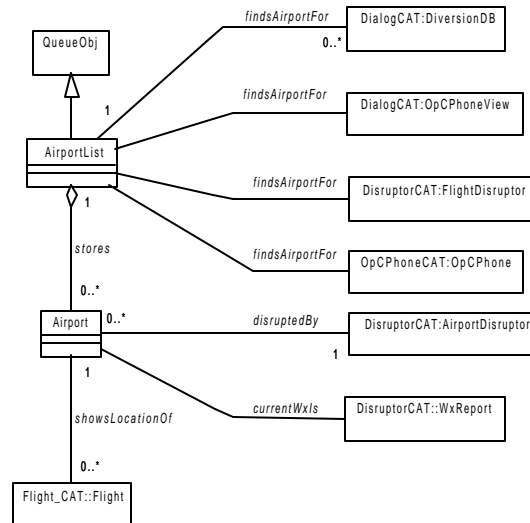 findsAirportFor
DialogCAT:DiversionDB
QueueObj
0..*
1
findsAirportFor
DialogCAT:OpCPhoneView
AirportList
findsAirportFor
DisruptorCAT:FlightDisruptor
1
stores
findsAirportFor
OpCPhoneCAT:OpCPhone
0..*
Airport
0..*
disruptedBy
DisruptorCAT:AirportDisruptor
1
1
showsLocationOf
currentWxIs
DisruptorCAT::WxReport
0..*
Flight_CAT::Flight